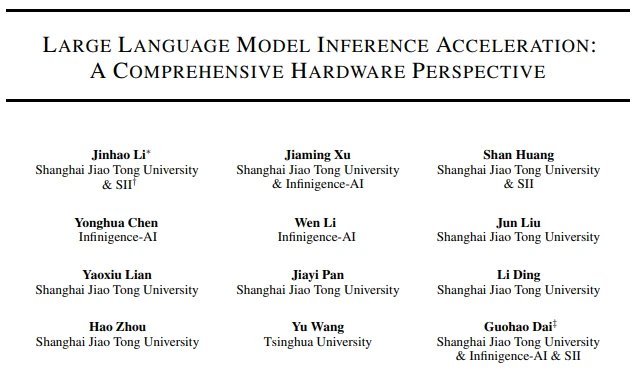 LARGE LANGUAGE MODEL INFERENCE ACCELERATION:
A COMPREHENSIVE HARDWARE PERSPECTIVE
Jinhao Li*
Shanghai Jiao Tong University
& SII†
Jiaming Xu
Shanghai Jiao Tong University
& Infinigence-AI
Shan Huang
Shanghai Jiao Tong University
& SII
Yonghua Chen
Infinigence-AI
Wen Li
Infinigence-AI
Jun Liu
Shanghai Jiao Tong University
Yaoxiu Lian
Shanghai Jiao Tong University
Jiayi Pan
Shanghai Jiao Tong University
Li Ding
Shanghai Jiao Tong University
Hao Zhou
Shanghai Jiao Tong University
Yu Wang
Tsinghua University
Guohao Dai‡
Shanghai Jiao Tong University
& Infinigence-AI & SII